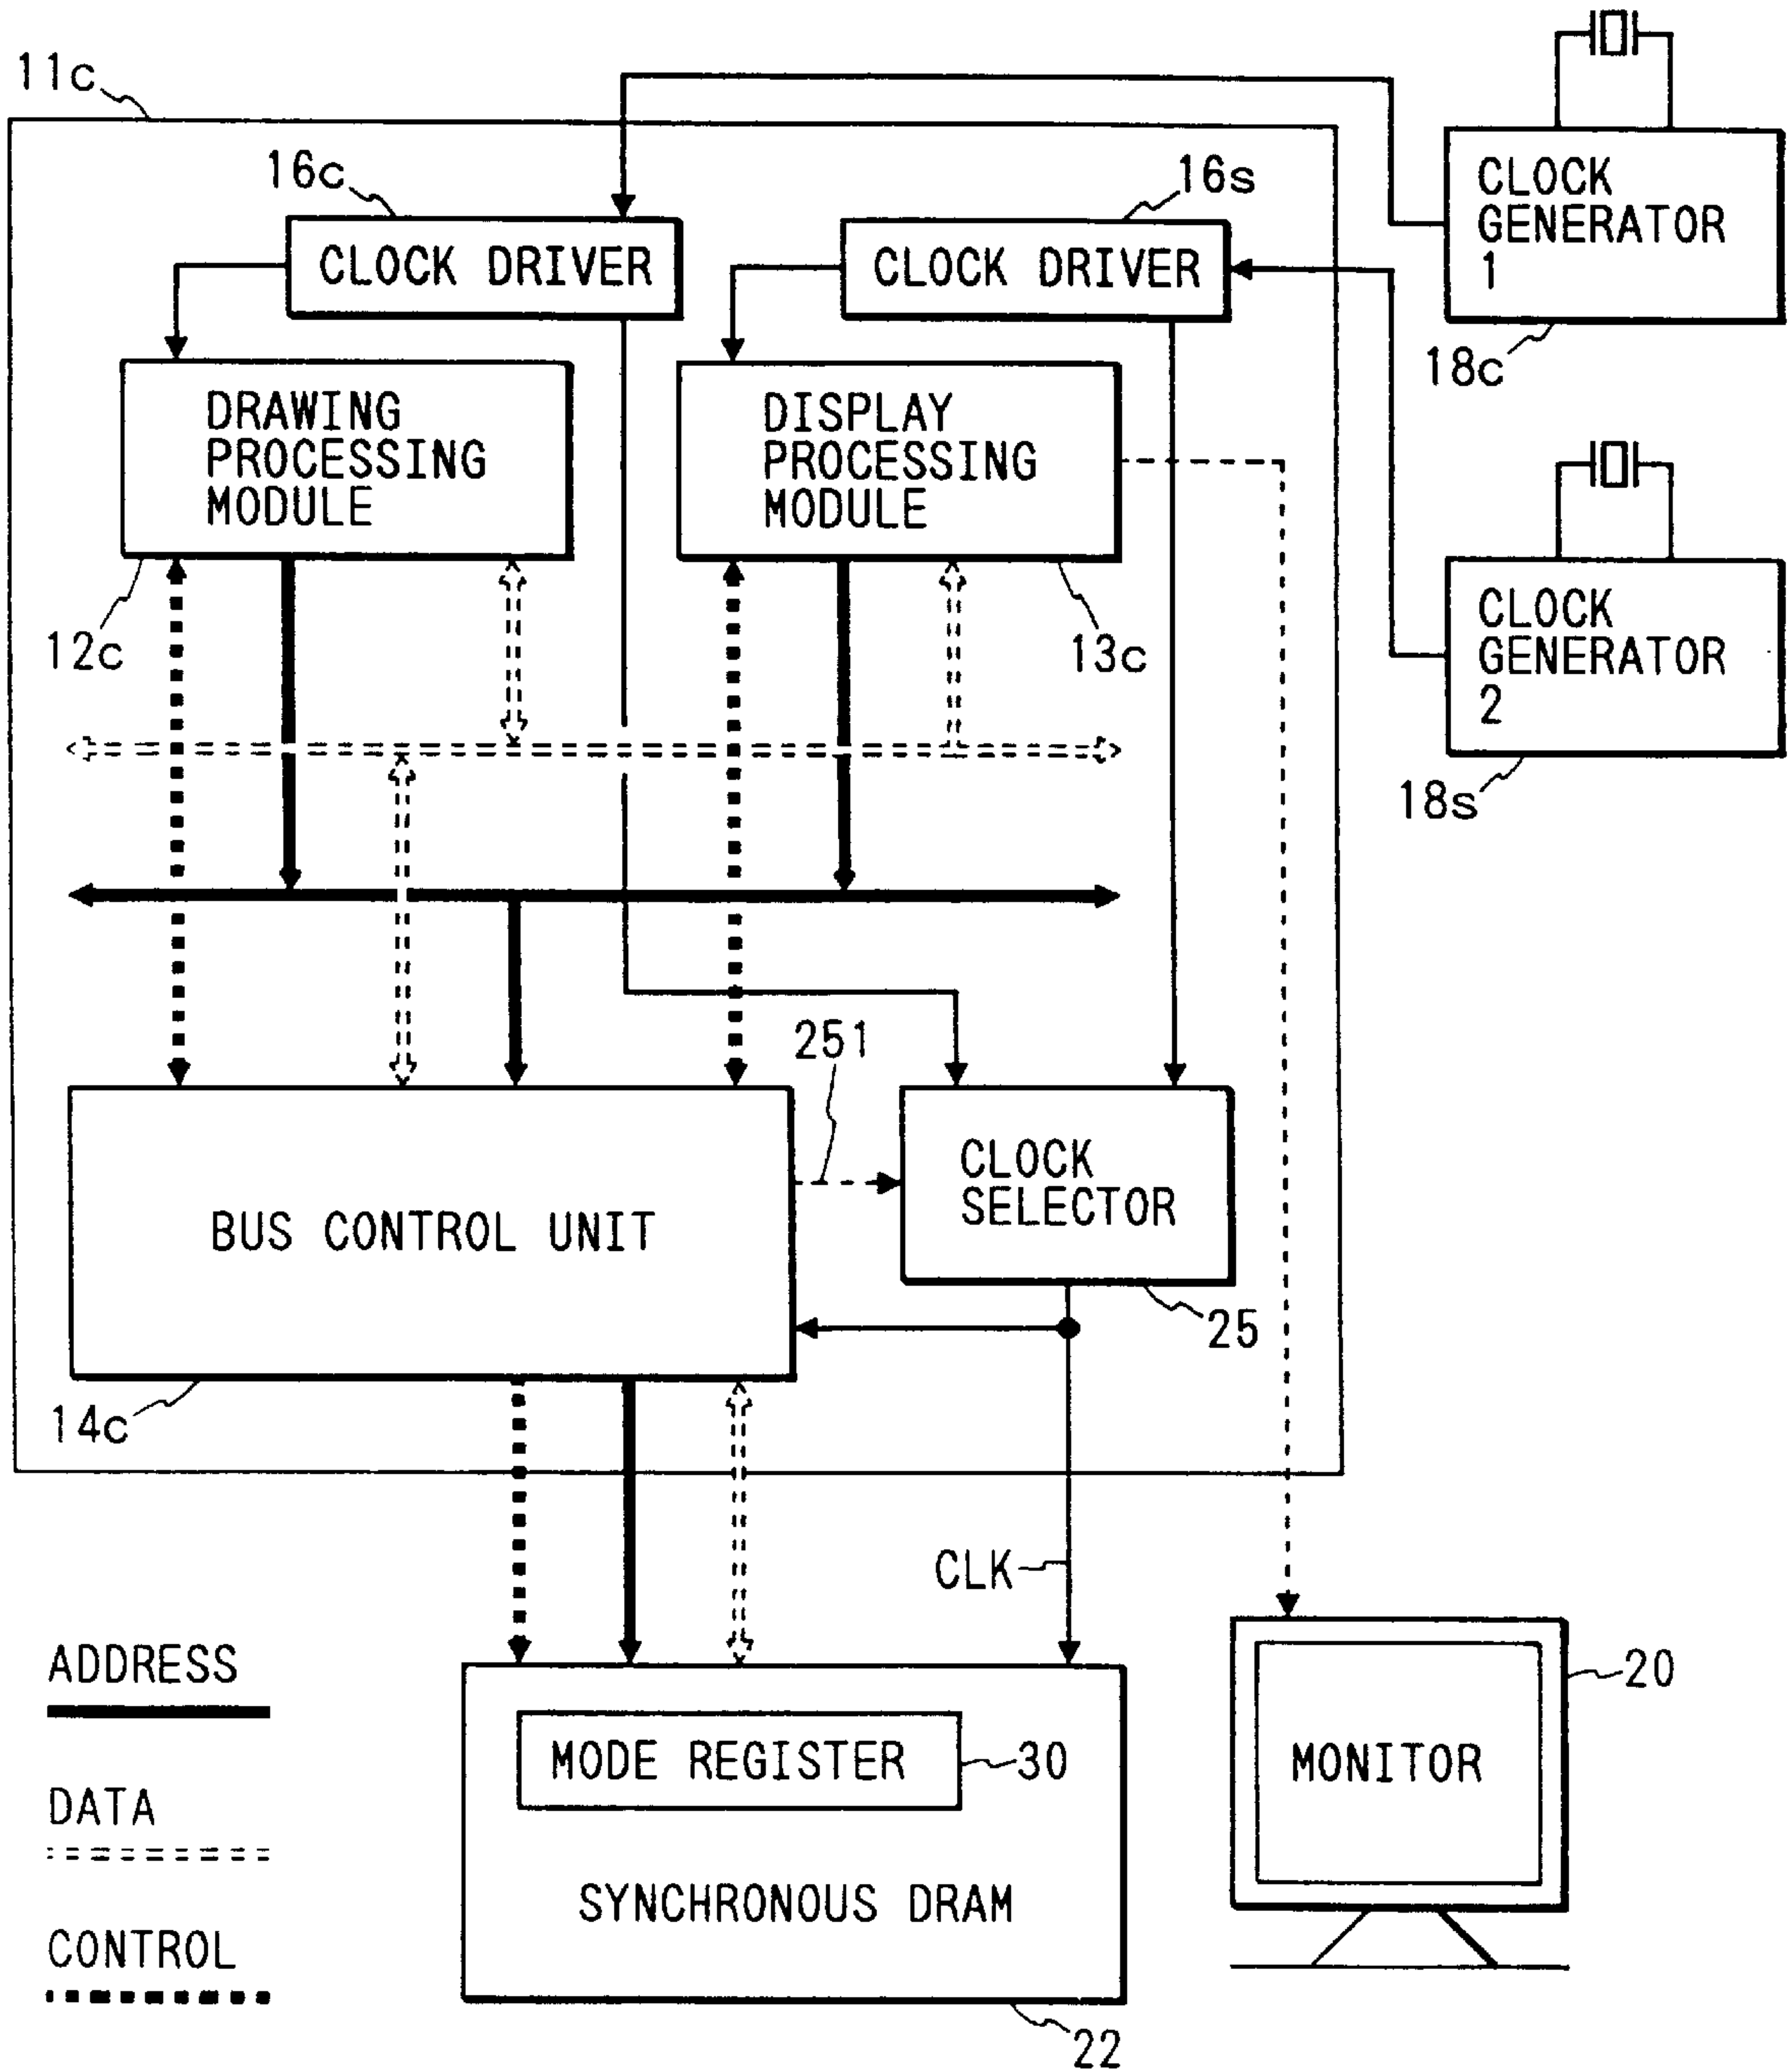 11c
16c
16s
CLOCK
GENERATOR
1
CLOCK DRIVER
CLOCK DRIVER
18c
DRAWING
PROCESSING
MODULE
DISPLAY
PROCESSING
MODULE
12c
13c
CLOCK
GENERATOR
2
18s
251
BUS CONTROL UNIT
CLOCK
SELECTOR
25
14c
CLK
ADDRESS
DATA
CONTROL
MODE REGISTER
30
SYNCHRONOUS DRAM
22
MONITOR
20